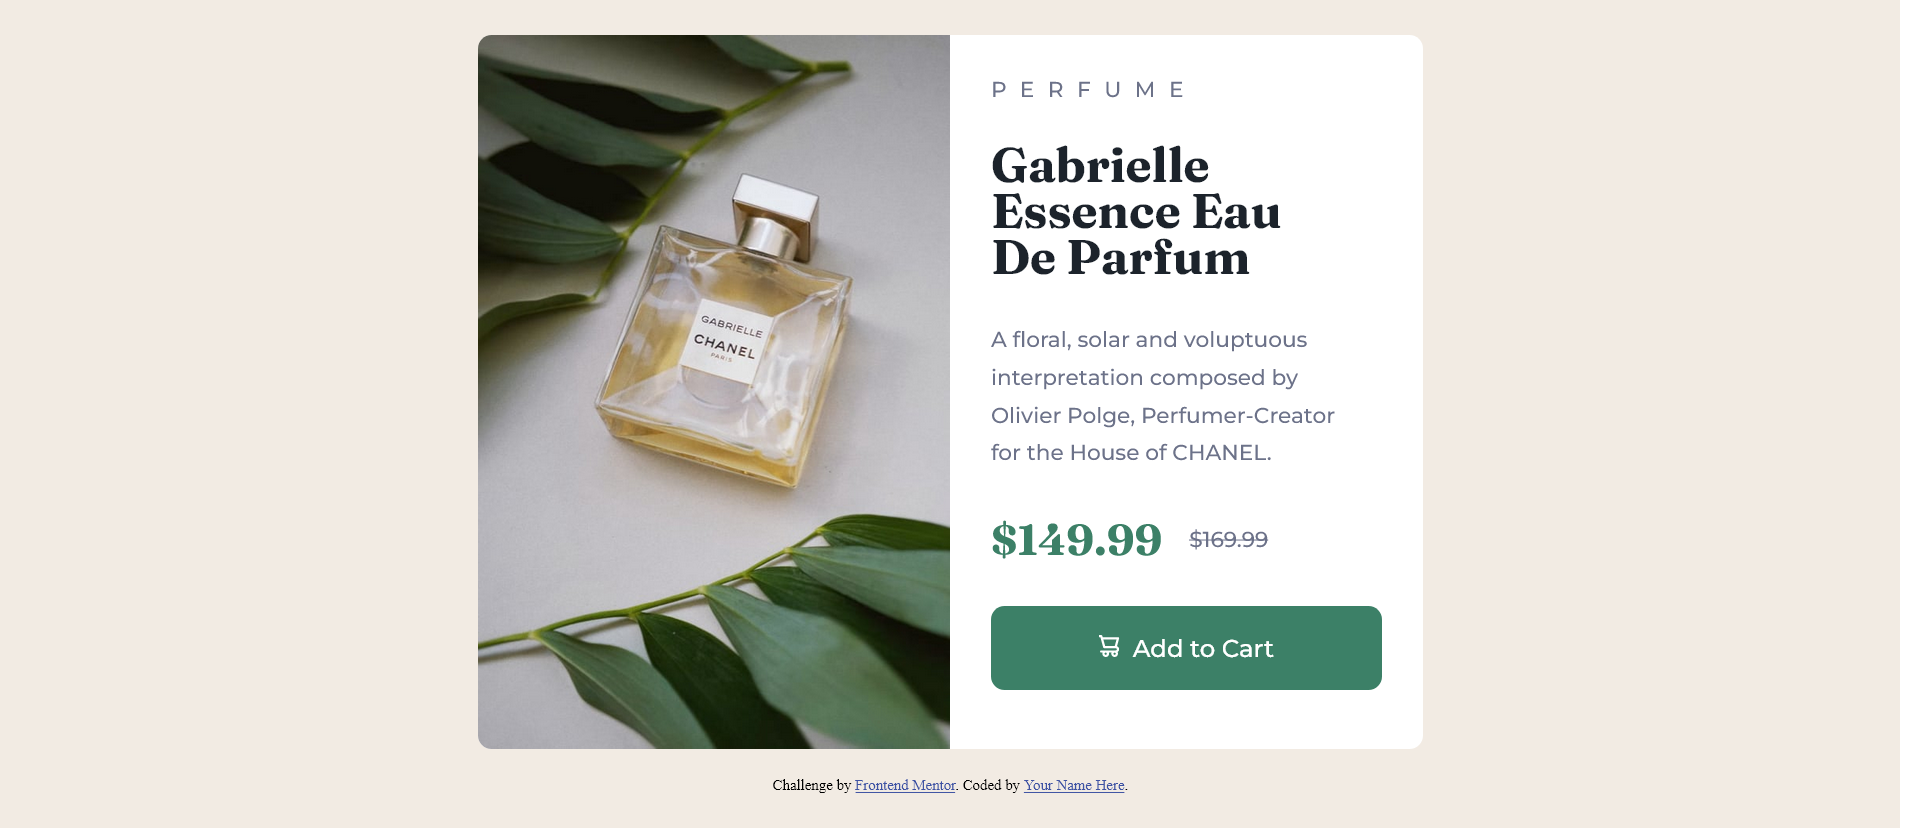 PERFUME
Gabrielle
Essence Eau
De Parfum
A floral, solar and voluptuous
interpretation composed by
Olivier Polge, Perfumer-Creator
for the House of CHANEL.
$149.99 $169.99
Add to Cart
GABRIELLE
CHANEL
PARIS
Challenge by Frontend Mentor. Coded by Your Name Here.